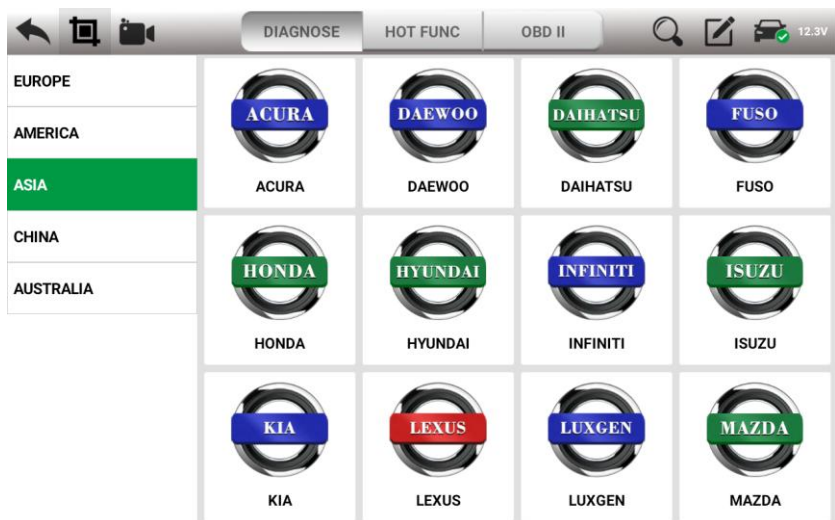 DIAGNOSE HOT FUNC OBD II 12.3V
EUROPE
AMERICA
ASIA
CHINA
AUSTRALIA
ACURA DAEWOO DAIHATSU FUSO
ACURA DAEWOO DAIHATSU FUSO
HONDA HYUNDAI INFINITI ISUZU
HONDA HYUNDAI INFINITI ISUZU
KIA LEXUS LUXGEN MAZDA
KIA LEXUS LUXGEN MAZDA